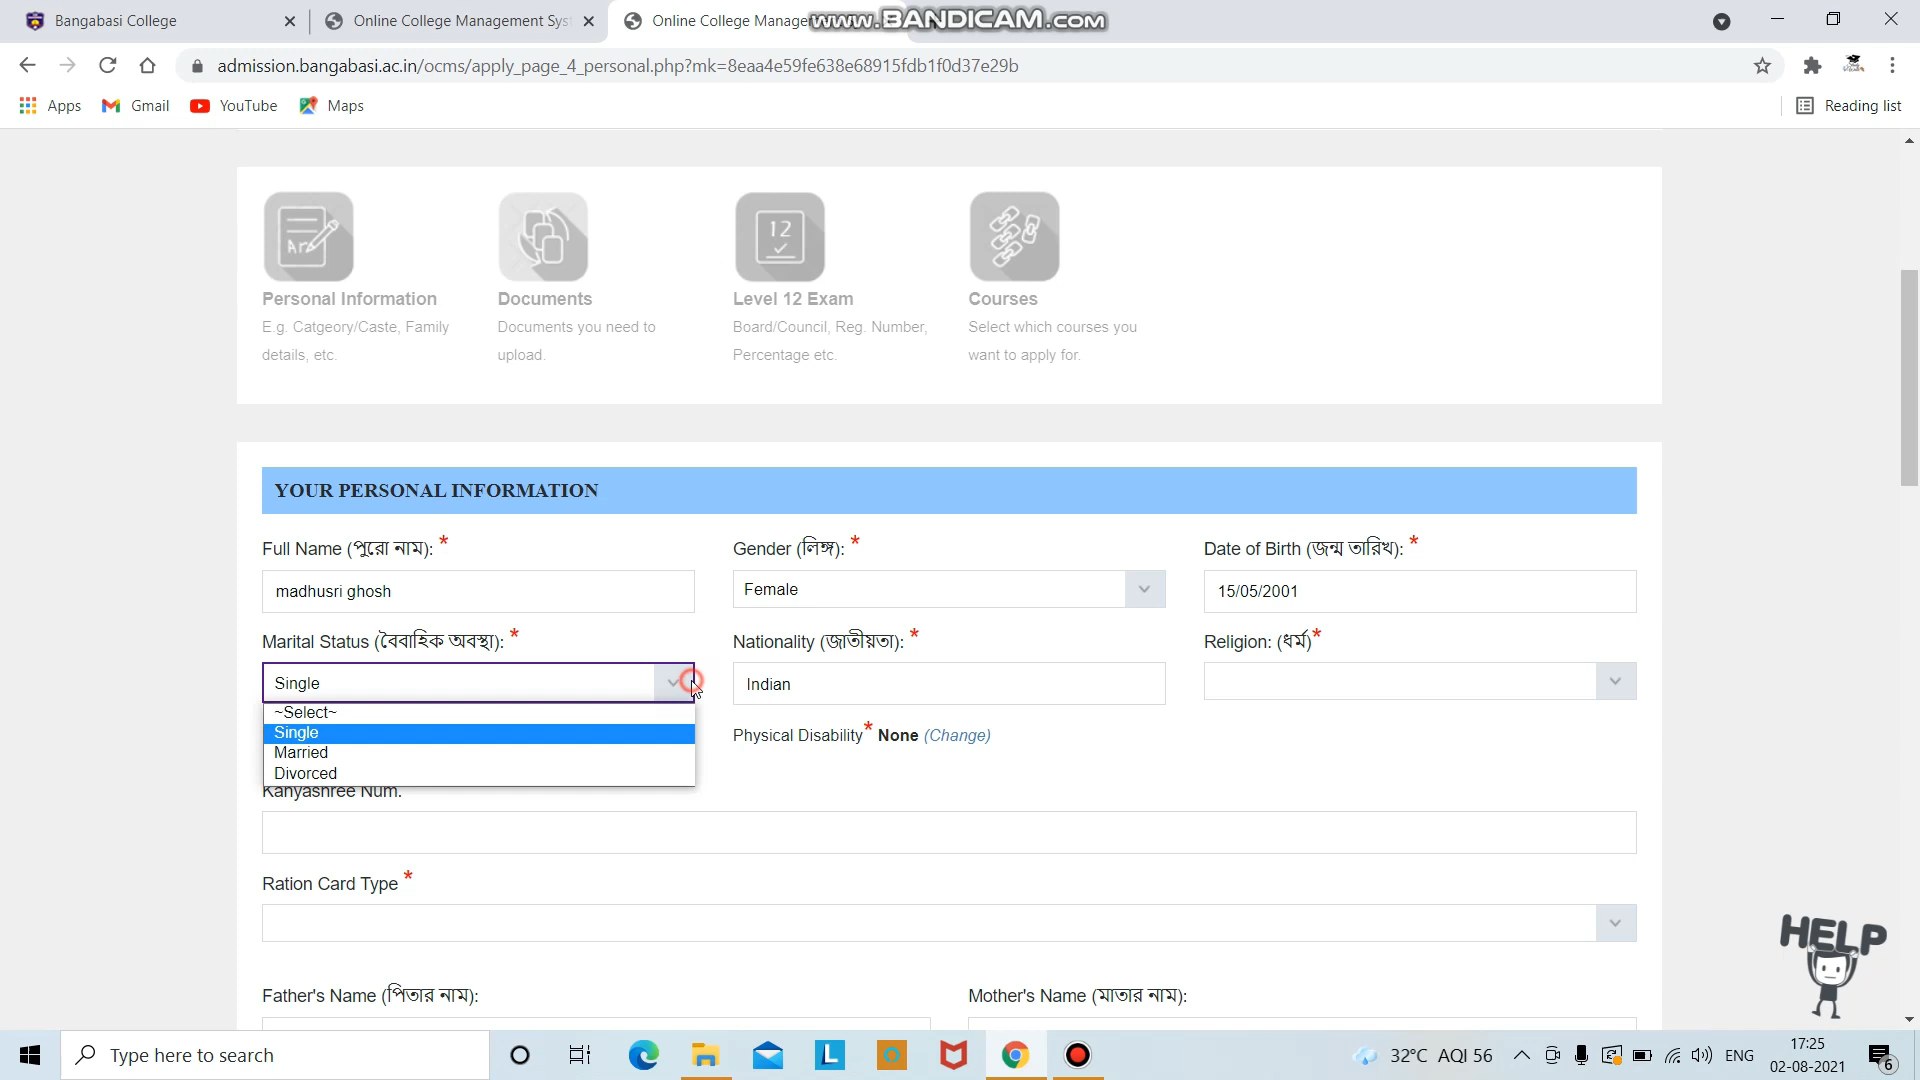 Bangabasi College
Online College Management Syst
Online College Manage
www.BANDICAM.com
admission.bangabasi.ac.in/ocms/apply_page_4_personal.php?mk=8eaa4e59fe638e68915fdb1f0d37e29b
Apps Gmail YouTube Maps Reading list
12
Personal Information Documents Level 12 Exam Courses
E.g. Catgeory/Caste, Family Documents you need to Board/Council, Reg. Number, Select which courses you
details, etc. upload. Percentage etc. want to apply for.
YOUR PERSONAL INFORMATION
Full Name (পুরো নাম): * Gender (লিঙ্গ): * Date of Birth (জন্ম তারিখ): *
madhusri ghosh Female 15/05/2001
Marital Status (বৈবাহিক অবস্থা): * Nationality (জাতীয়তা): * Religion: (ধর্ম)*
Single Indian
~Select~
Single
Married
Divorced
Physical Disability* None (Change)
Kanyashree Num.
Ration Card Type *
HELP
Father's Name (পিতার নাম): Mother's Name (মাতার নাম):
Type here to search
32°C AQI 56 ENG 17:25
02-08-2021
6